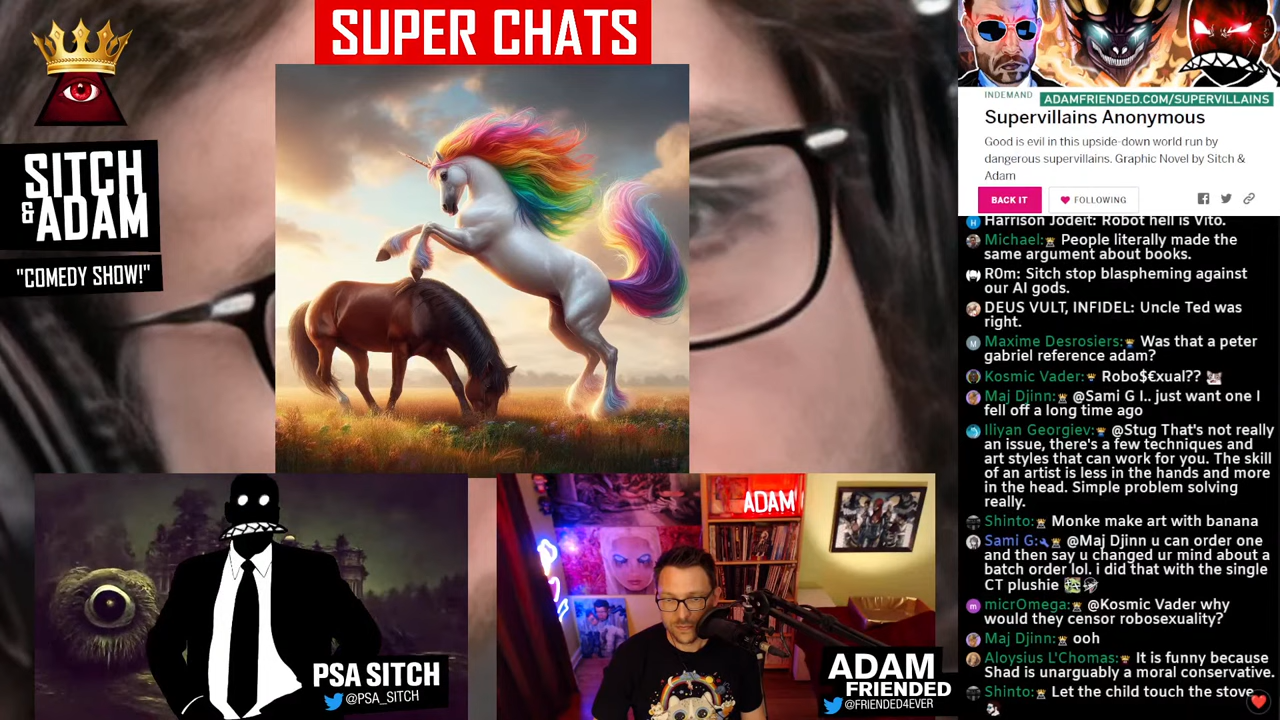 SUPER CHATS
SITCH
& ADAM
"COMEDY SHOW!"
PSA SITCH
@PSA_SITCH
ADAM
ADAM
FRIENDED
@FRIENDED4EVER
INDEMAND
ADAMFRIENDED.COM/SUPERVILLAINS
Supervillains Anonymous
Good is evil in this upside-down world run by
dangerous supervillains. Graphic Novel by Sitch &
Adam
BACK IT
FOLLOWING
H Harrison Jodeit: Robot hell is Vito.
Michael: People literally made the
same argument about books.
R0m: Sitch stop blaspheming against
our AI gods.
DEUS VULT, INFIDEL: Uncle Ted was
right.
M Maxime Desrosiers: Was that a peter
gabriel reference adam?
Kosmic Vader: Robo$€xual??
Maj Djinn: @Sami G I.. just want one I
fell off a long time ago
Iliyan Georgiev: @Stug That's not really
an issue, there's a few techniques and
art styles that can work for you. The skill
of an artist is less in the hands and more
in the head. Simple problem solving
really.
Shinto: Monke make art with banana
Sami G: @Maj Djinn u can order one
and then say u changed ur mind about a
batch order lol. i did that with the single
CT plushie
m micrOmega: @Kosmic Vader why
would they censor robosexuality?
Maj Djinn: ooh
Aloysius L'Chomas: It is funny because
Shad is unarguably a moral conservative.
Shinto: Let the child touch the stove